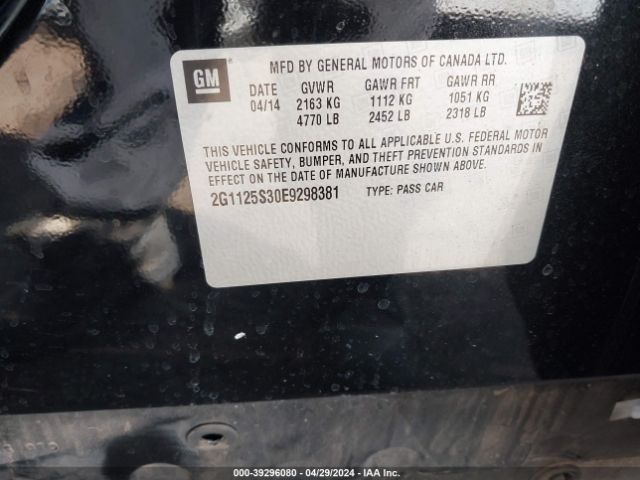 GM
MFD BY GENERAL MOTORS OF CANADA LTD.
DATE GVWR GAWR FRT GAWR RR
04/14 2163 KG 1112 KG 1051 KG
4770 LB 2452 LB 2318 LB
THIS VEHICLE CONFORMS TO ALL APPLICABLE U.S. FEDERAL MOTOR
VEHICLE SAFETY, BUMPER, AND THEFT PREVENTION STANDARDS IN
EFFECT ON THE DATE OF MANUFACTURE SHOWN ABOVE.
2G1125S30E9298381 TYPE: PASS CAR
000-39296080 - 04/29/2024 - IAA Inc.